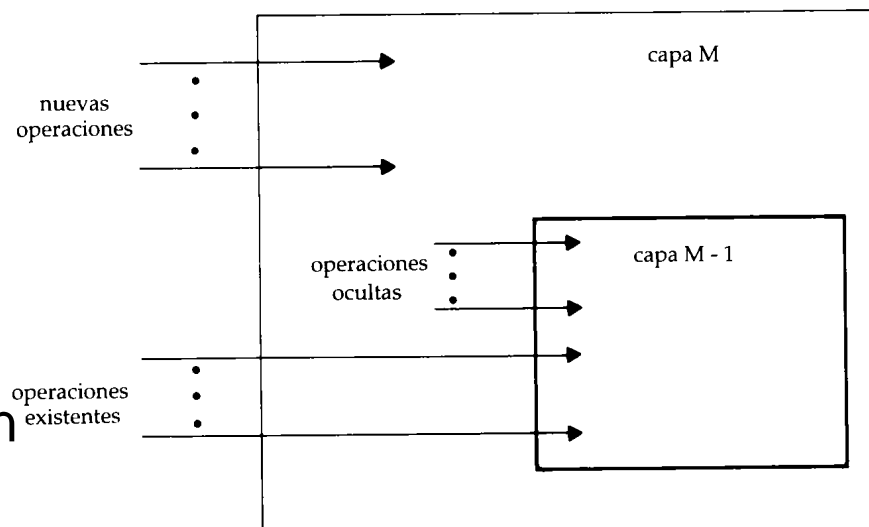 capa M
nuevas
operaciones
capa M - 1
operaciones
ocultas
operaciones
existentes
n